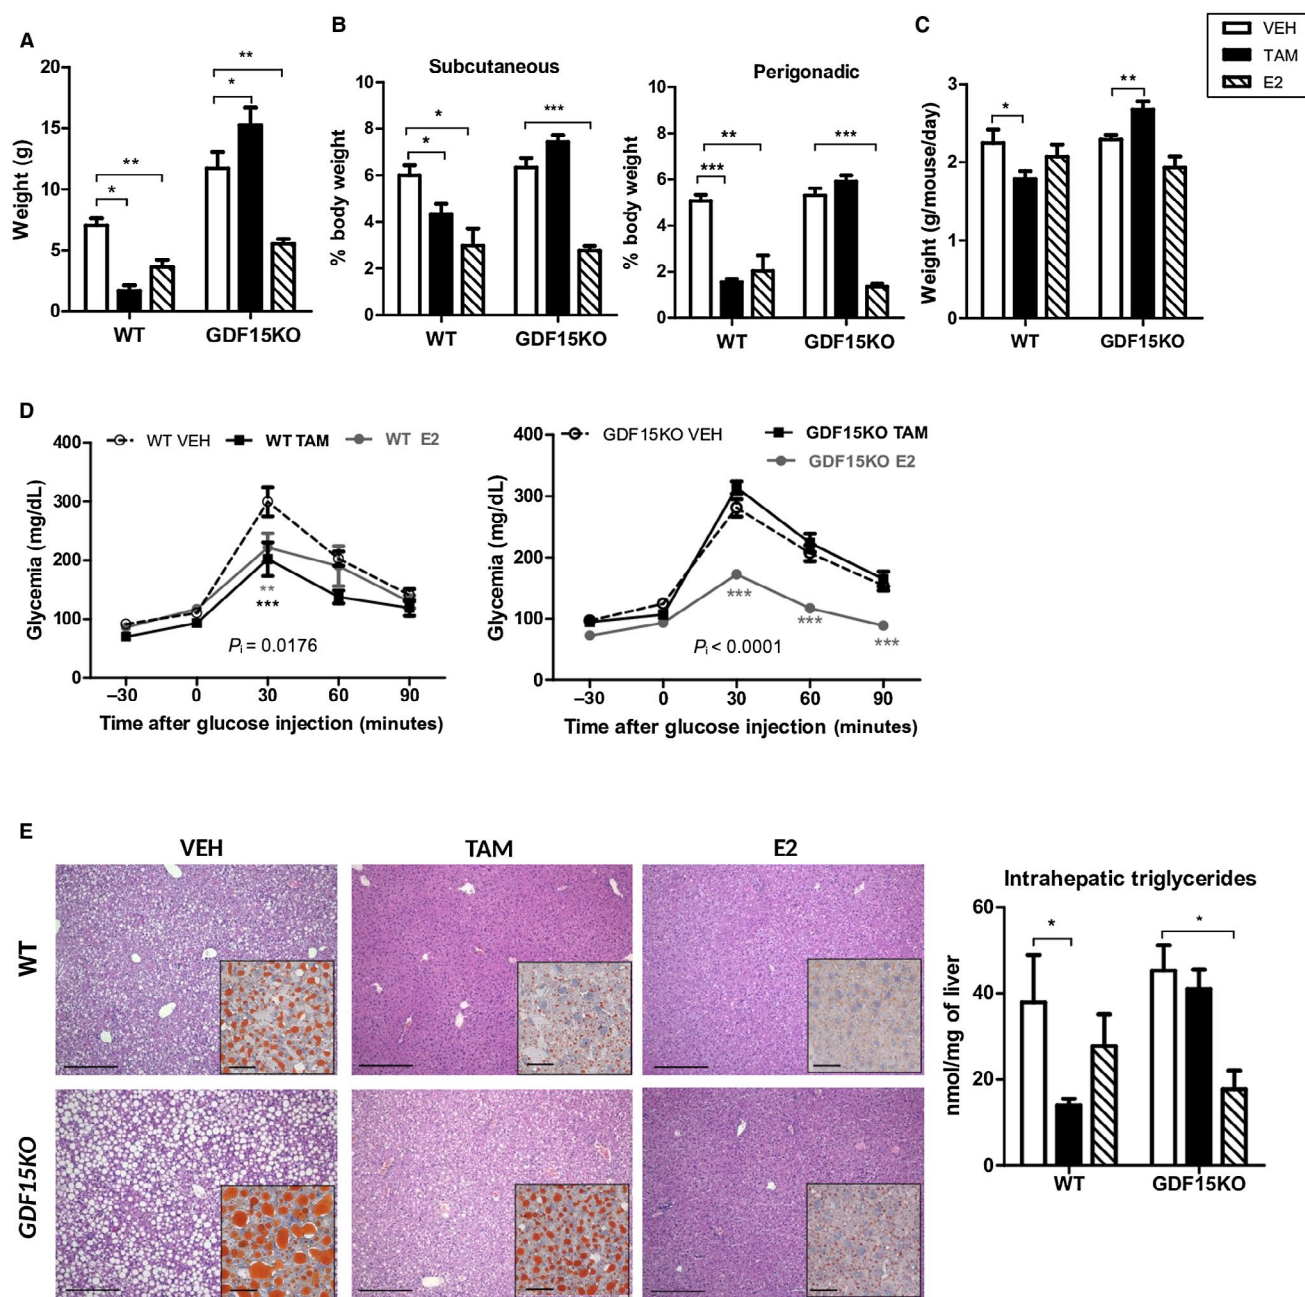 A
Weight (g)
20
15
10
5
0
**
*
**
*
WT
GDF15KO
B
Subcutaneous
% body weight
10
8
6
4
2
0
*
*
***
WT
GDF15KO
Perigonadic
% body weight
10
8
6
4
2
0
**
***
***
WT
GDF15KO
C
Weight (g/mouse/day)
3
2
1
0
*
**
WT
GDF15KO
VEH
TAM
E2
D
WT VEH
WT TAM
WT E2
Glycemia (mg/dL)
400
300
200
100
0
**
***
Pi = 0.0176
–30 0 30 60 90
Time after glucose injection (minutes)
GDF15KO VEH
GDF15KO TAM
GDF15KO E2
Glycemia (mg/dL)
400
300
200
100
0
***
***
***
Pi < 0.0001
–30 0 30 60 90
Time after glucose injection (minutes)
E
VEH
TAM
E2
WT
GDF15KO
Intrahepatic triglycerides
nmol/mg of liver
60
40
20
0
*
*
WT
GDF15KO